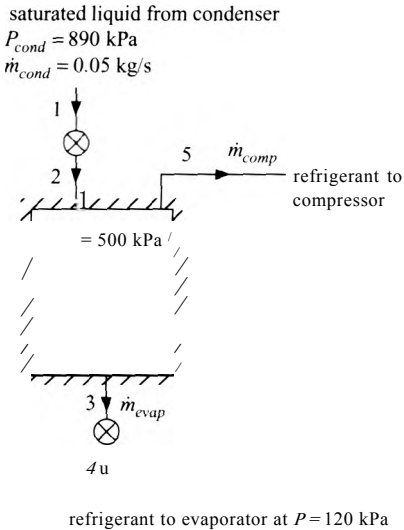 saturated liquid from condenser
P_cond = 890 kPa
ṁ_cond = 0.05 kg/s
1
2
5
ṁ_comp
refrigerant to
compressor
1
= 500 kPa
3
ṁ_evap
4 u
refrigerant to evaporator at P = 120 kPa